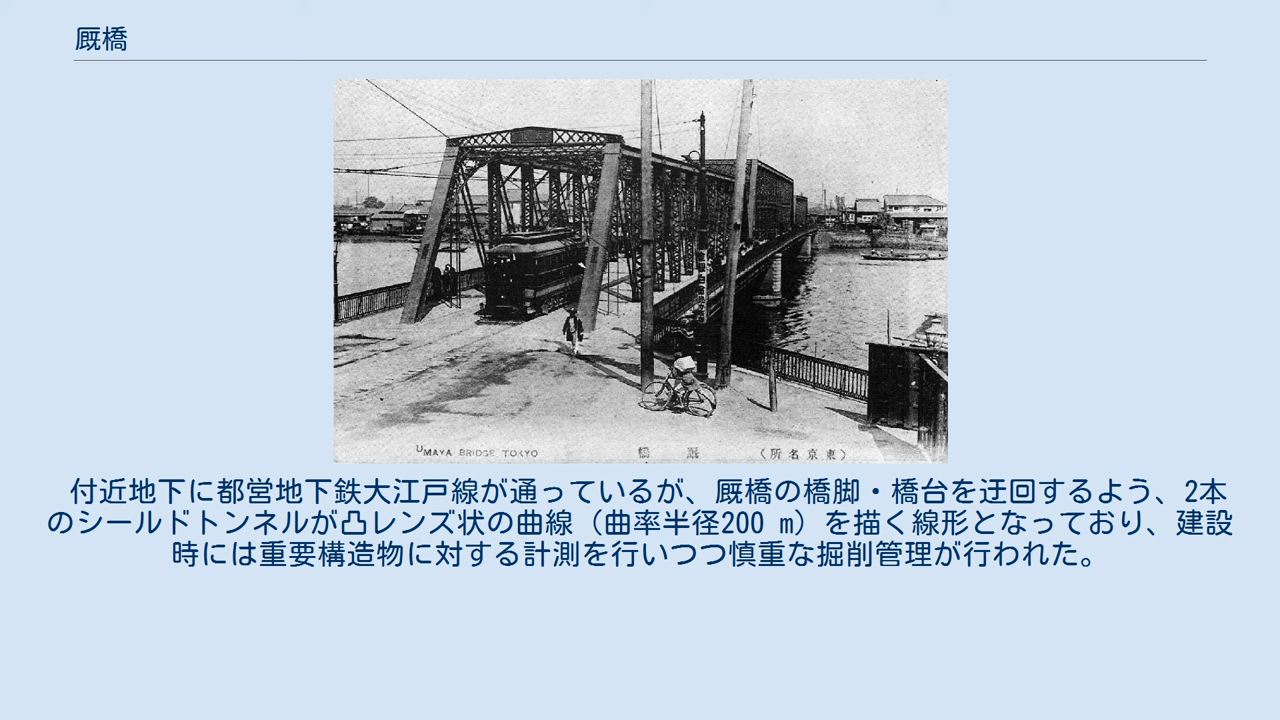 厩橋
UMAYA BRIDGE TOKYO 橋 厩 (所名京東)
付近地下に都営地下鉄大江戸線が通っているが、厩橋の橋脚・橋台を迂回するよう、2本
のシールドトンネルが凸レンズ状の曲線（曲率半径200 m）を描く線形となっており、建設
時には重要構造物に対する計測を行いつつ慎重な掘削管理が行われた。